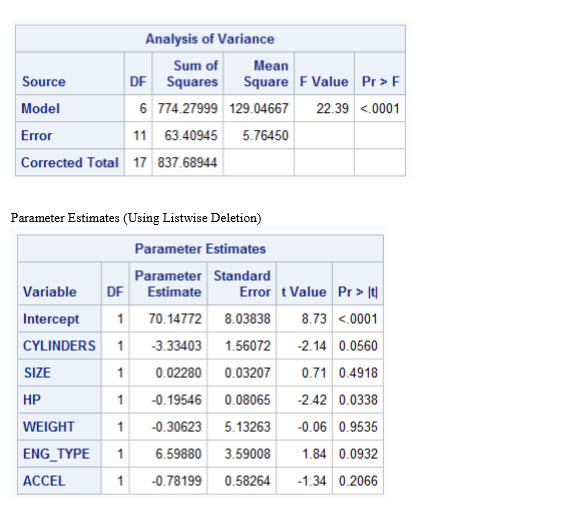 Analysis of Variance
Source DF Sum of Squares Mean Square F Value Pr > F
Model 6 774.27999 129.04667 22.39 <.0001
Error 11 63.40945 5.76450
Corrected Total 17 837.68944
Parameter Estimates (Using Listwise Deletion)
Parameter Estimates
Variable DF Parameter Estimate Standard Error t Value Pr > |t|
Intercept 1 70.14772 8.03838 8.73 <.0001
CYLINDERS 1 -3.33403 1.56072 -2.14 0.0560
SIZE 1 0.02280 0.03207 0.71 0.4918
HP 1 -0.19546 0.08065 -2.42 0.0338
WEIGHT 1 -0.30623 5.13263 -0.06 0.9535
ENG_TYPE 1 6.59880 3.59008 1.84 0.0932
ACCEL 1 -0.78199 0.58264 -1.34 0.2066